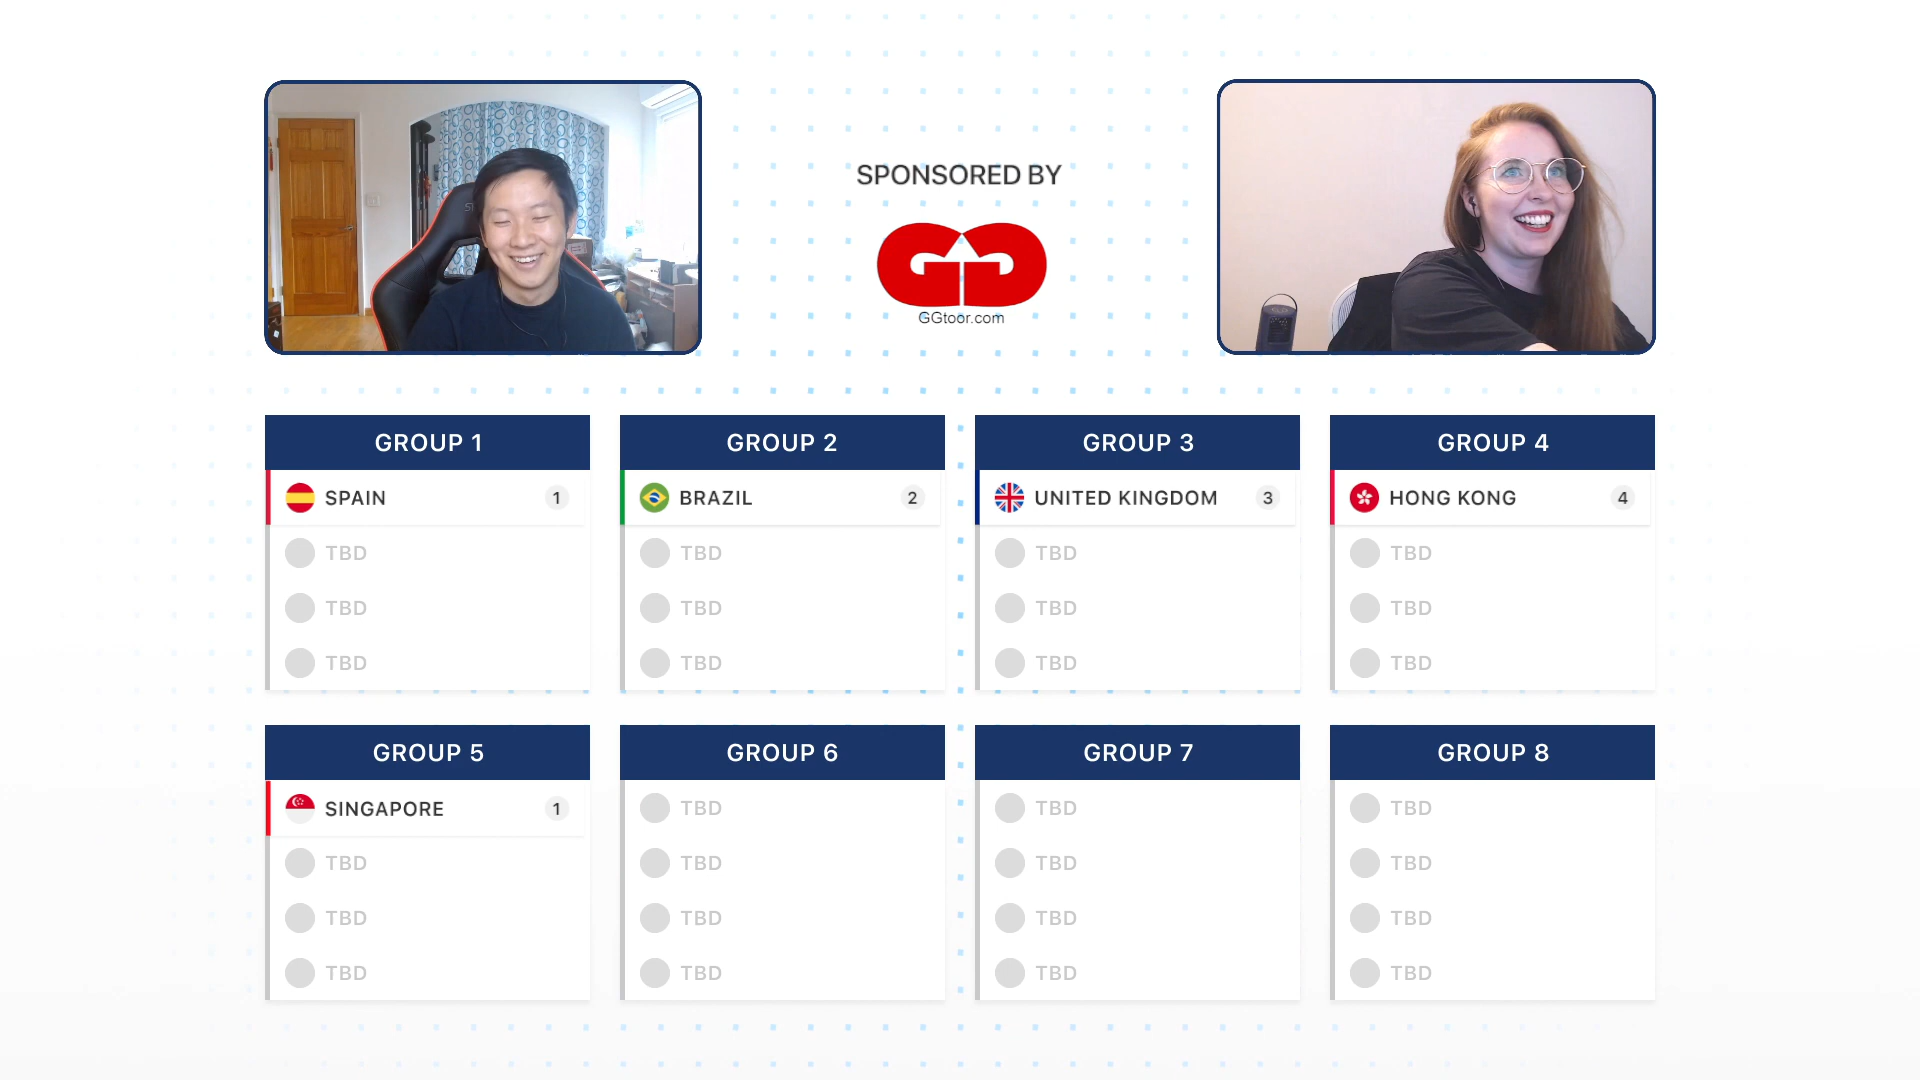 SPONSORED BY
GG
GGtoor.com
GROUP 1
SPAIN 1
TBD
TBD
TBD
GROUP 2
BRAZIL 2
TBD
TBD
TBD
GROUP 3
UNITED KINGDOM 3
TBD
TBD
TBD
GROUP 4
HONG KONG 4
TBD
TBD
TBD
GROUP 5
SINGAPORE 1
TBD
TBD
TBD
GROUP 6
TBD
TBD
TBD
TBD
GROUP 7
TBD
TBD
TBD
TBD
GROUP 8
TBD
TBD
TBD
TBD